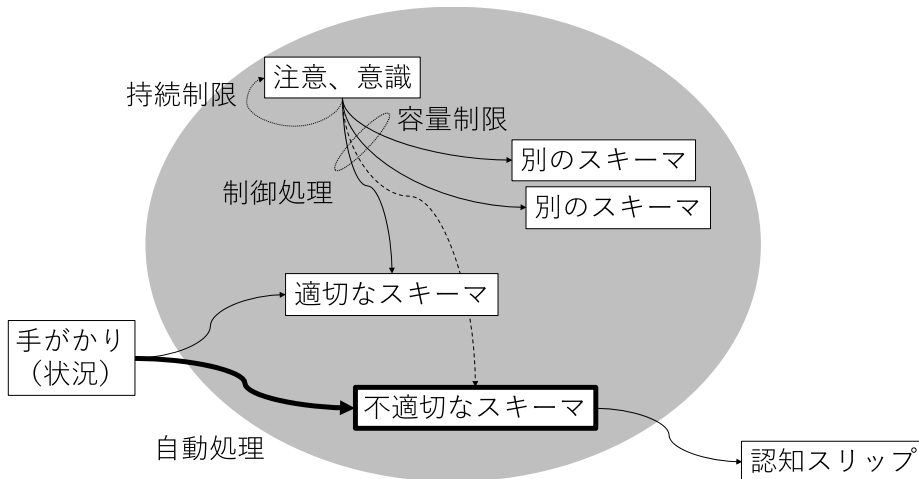 注意、意識
持続制限
容量制限
別のスキーマ
制御処理
別のスキーマ
適切なスキーマ
手がかり
（状況）
不適切なスキーマ
自動処理
認知スリップ